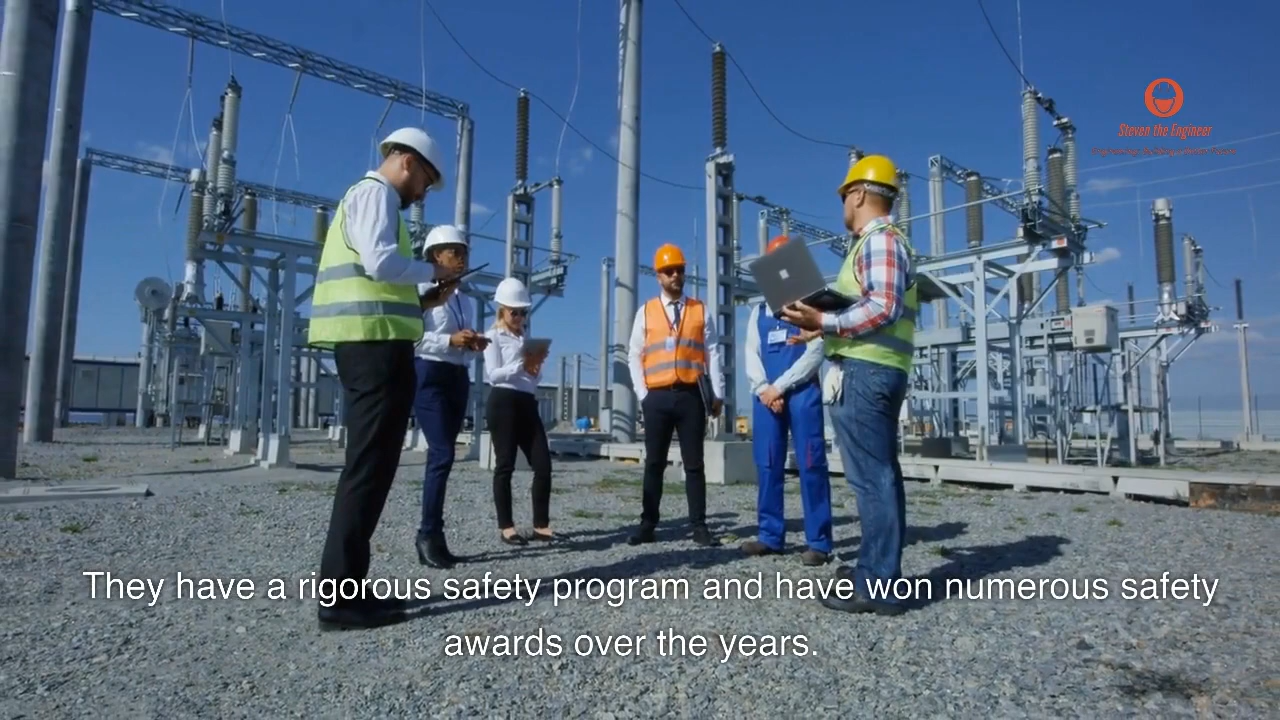 Steven the Engineer
They have a rigorous safety program and have won numerous safety
awards over the years.